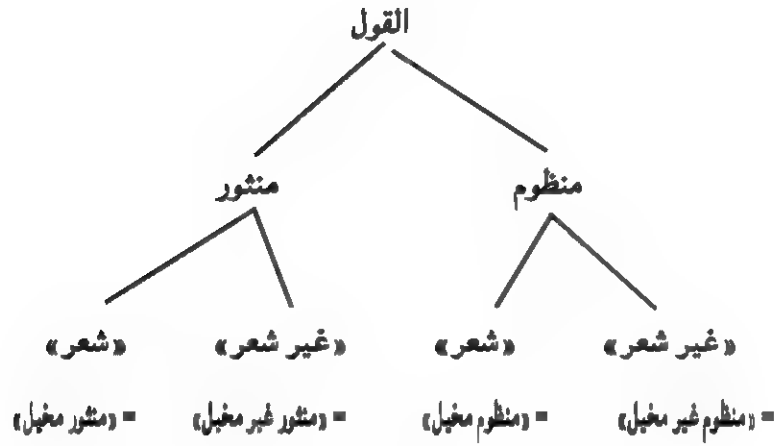 القول
منظوم منثور
«غير شعر» «شعر» «غير شعر» «شعر»
= «منظوم غير مخيل» = «منظوم مخيل» = «منثور غير مخيل» = «منثور مخيل»